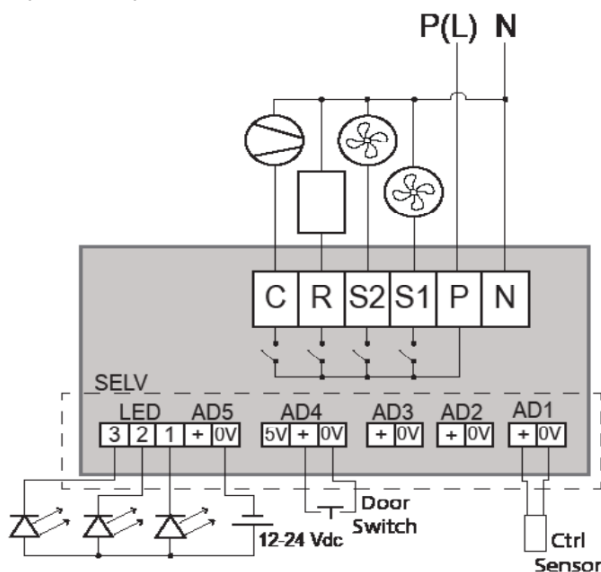 P(L) N
C R S2 S1 P N
SELV
LED AD5 AD4 AD3 AD2 AD1
3 2 1 + 0V 5V + 0V + 0V + 0V + 0V
Door
Switch
12-24 Vdc
Ctrl
Sensor